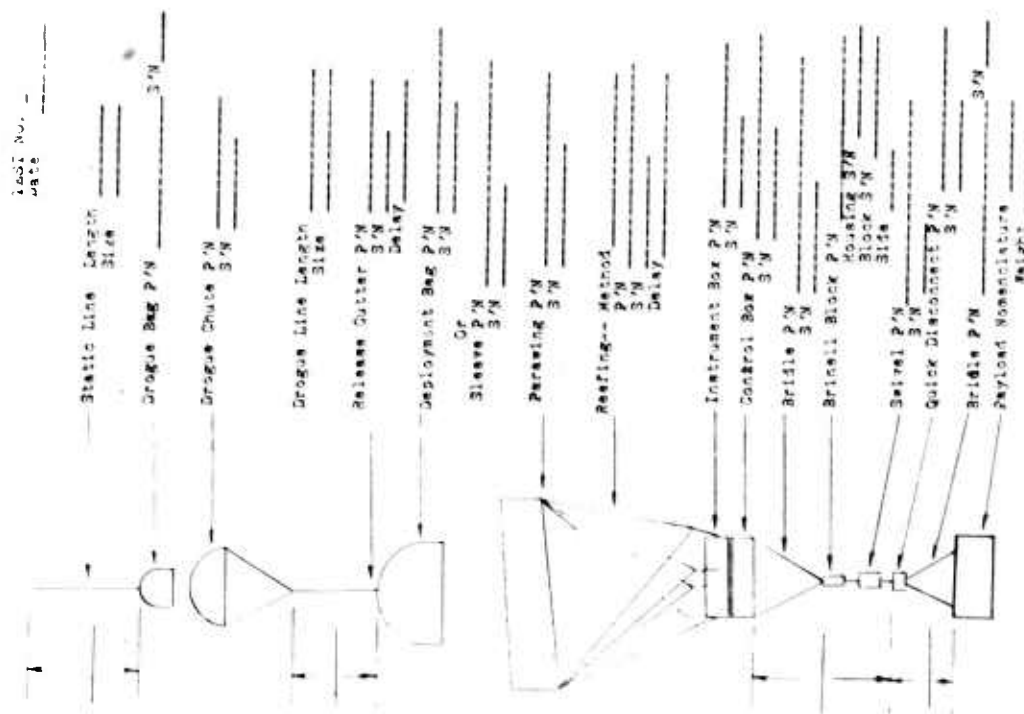 TEST No.
Date
Static Line Length
Size
Drogue Bag P/N S/N
Drogue Chute P/N
S/N
Drogue Line Length
Size
Release Cutter P/N
S/N
Delay
Deployment Bag P/N
S/N
Or
Sleeve P/N
S/N
Parawing P/N
S/N
Reefing-- Method
P/N
S/N
Delay
Instrument Box P/N
S/N
Control Box P/N
S/N
Bridle P/N
S/N
Brinell Block P/N
Housing S/N
Block S/N
Side
Swivel P/N
S/N
Quick Disconnect P/N
S/N
Bridle P/N S/N
Payload Nomenclature
Weight